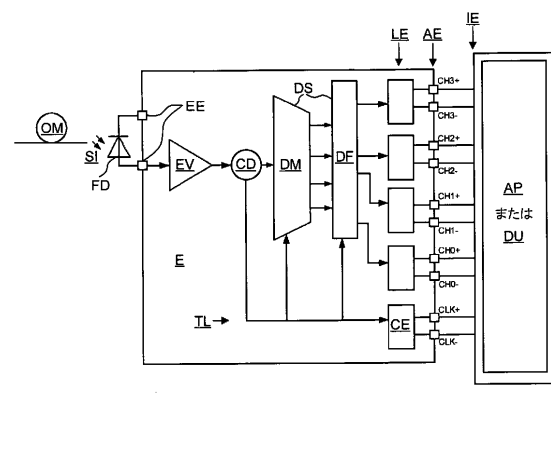 IE
LE
AE
DS
EE
OM
SI
FD
EV
CD
DM
DF
E
TL
CE
CH3+
CH3-
CH2+
CH2-
CH1+
CH1-
CH0+
CH0-
CLK+
CLK-
AP
または
DU